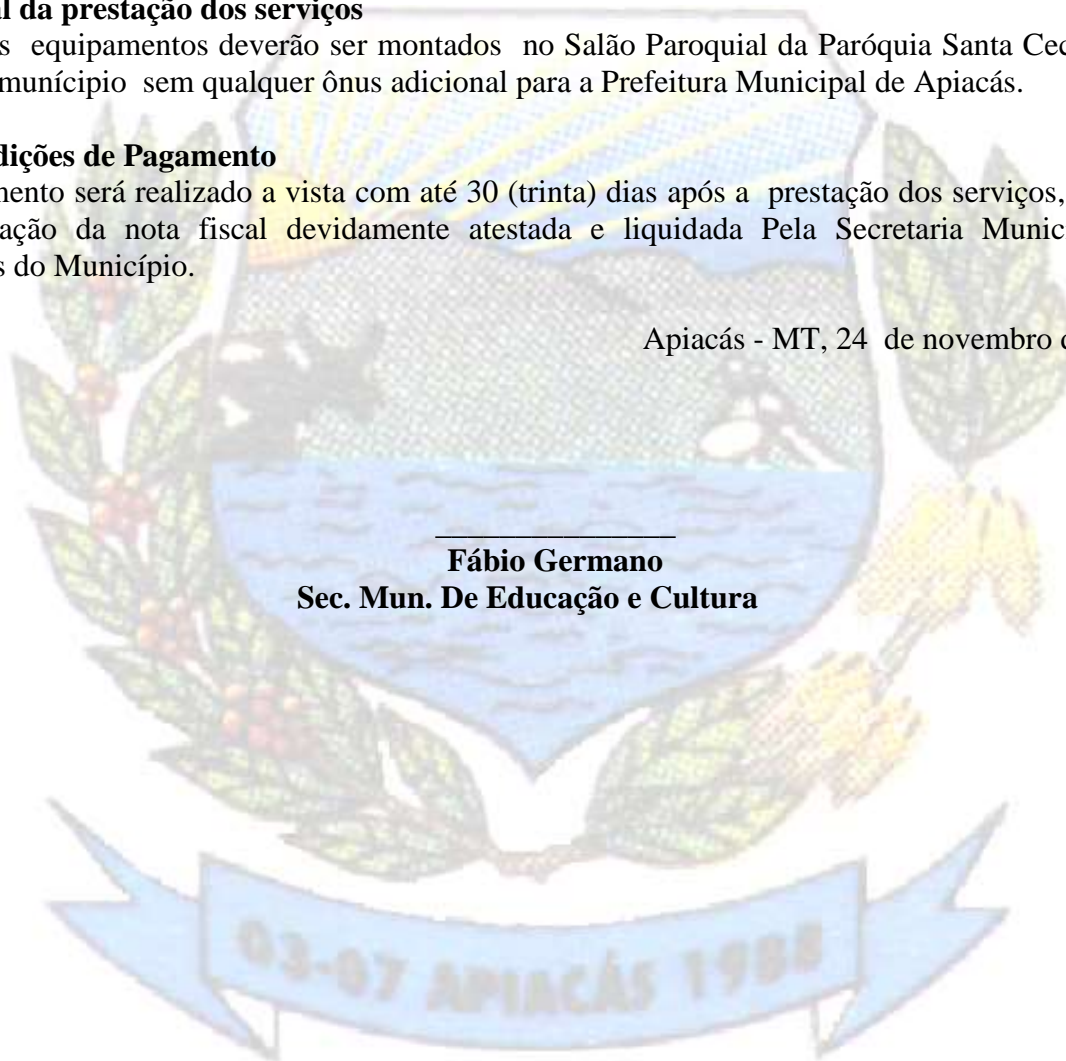 al da prestação dos serviços
s equipamentos deverão ser montados no Salão Paroquial da Paróquia Santa Cec
munícipio sem qualquer ônus adicional para a Prefeitura Municipal de Apiacás.
dições de Pagamento
mento será realizado a vista com até 30 (trinta) dias após a prestação dos serviços,
ação da nota fiscal devidamente atestada e liquidada Pela Secretaria Munic
s do Município.
Apiacás - MT, 24 de novembro d
Fábio Germano
Sec. Mun. De Educação e Cultura
03-07 APIACÁS 1988